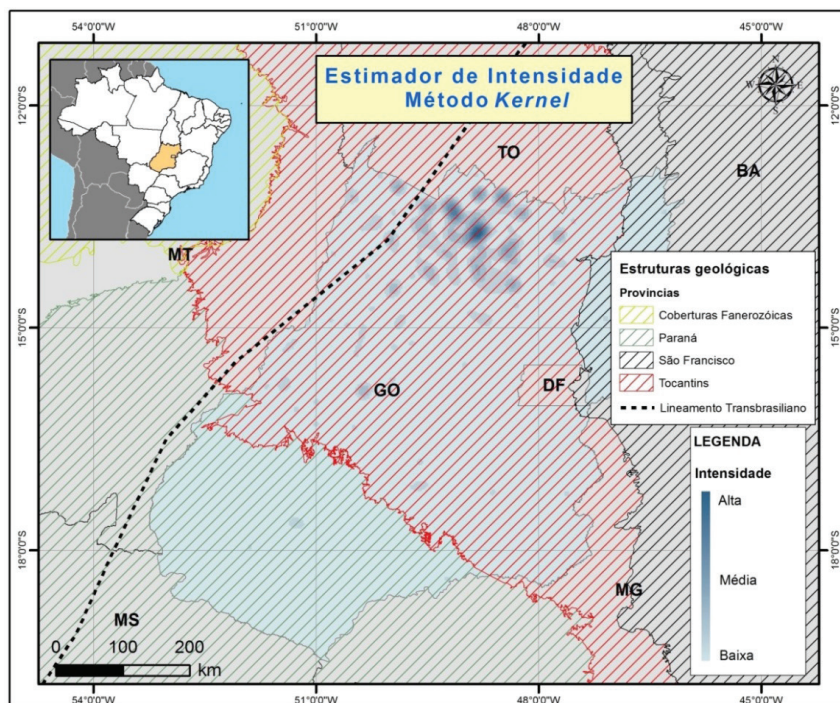 54°0'0"W
51°0'0"W
48°0'0"W
45°0'0"W
Estimador de Intensidade
Método Kernel
N
W
E
S
12°0'0"S
12°0'0"S
TO
BA
MT
Estruturas geológicas
Provincias
Coberturas Fanerozóicas
Paraná
São Francisco
Tocantins
Lineamento Transbrasiliano
15°0'0"S
15°0'0"S
GO
DF
LEGENDA
Intensidade
Alta
Média
Baixa
18°0'0"S
18°0'0"S
MS
MG
0 100 200
km
54°0'0"W
51°0'0"W
48°0'0"W
45°0'0"W